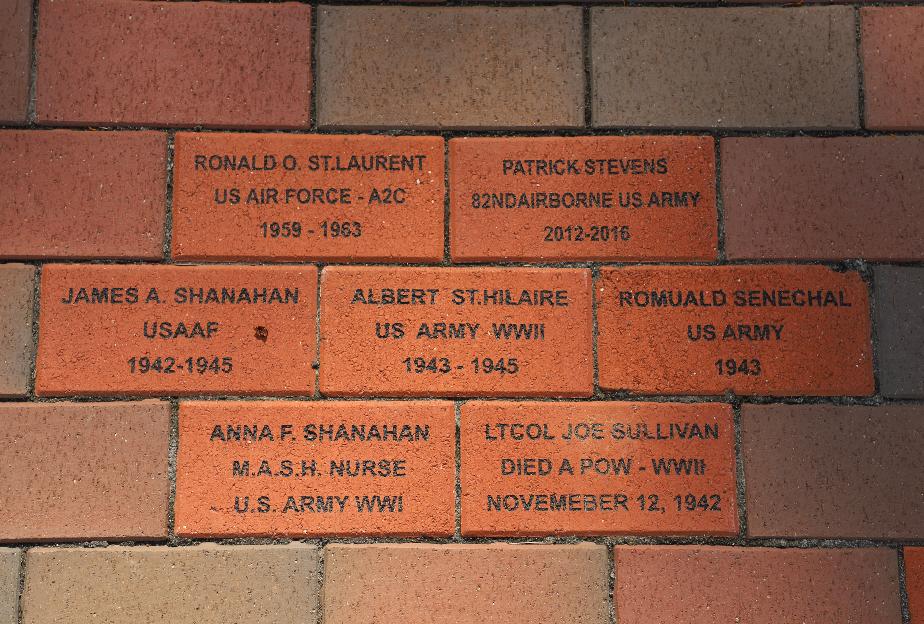 RONALD O. ST.LAURENT
US AIR FORCE - A2C
1959 - 1963
PATRICK STEVENS
82NDAIRBORNE US ARMY
2012-2016
JAMES A. SHANAHAN
USAAF
1942-1945
ALBERT ST.HILAIRE
US ARMY WWII
1943 - 1945
ROMUALD SENECHAL
US ARMY
1943
ANNA F. SHANAHAN
M.A.S.H. NURSE
U.S. ARMY WWI
LTCOL JOE SULLIVAN
DIED A POW - WWII
NOVEMEBER 12, 1942